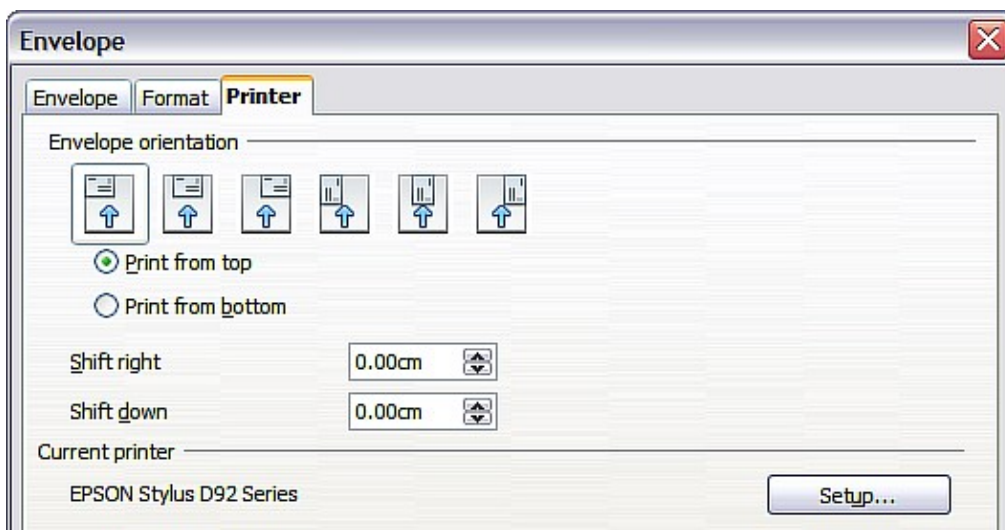 Envelope
Envelope Format Printer
Envelope orientation
Print from top
Print from bottom
Shift right 0.00cm
Shift down 0.00cm
Current printer
EPSON Stylus D92 Series Setup...